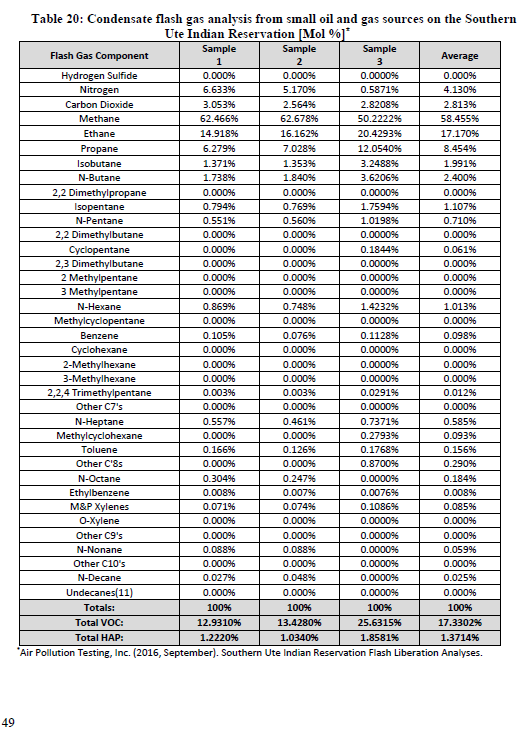 Table 20: Condensate flash gas analysis from small oil and gas sources on the Southern
Ute Indian Reservation [Mol %]*
Flash Gas Component Sample 1 Sample 2 Sample 3 Average
Hydrogen Sulfide 0.000% 0.000% 0.0000% 0.000%
Nitrogen 6.633% 5.170% 0.5871% 4.130%
Carbon Dioxide 3.053% 2.564% 2.8208% 2.813%
Methane 62.466% 62.678% 50.2222% 58.455%
Ethane 14.918% 16.162% 20.4293% 17.170%
Propane 6.279% 7.028% 12.0540% 8.454%
Isobutane 1.371% 1.353% 3.2488% 1.991%
N-Butane 1.738% 1.840% 3.6206% 2.400%
2,2 Dimethylpropane 0.000% 0.000% 0.0000% 0.000%
Isopentane 0.794% 0.769% 1.7594% 1.107%
N-Pentane 0.551% 0.560% 1.0198% 0.710%
2,2 Dimethylbutane 0.000% 0.000% 0.0000% 0.000%
Cyclopentane 0.000% 0.000% 0.1844% 0.061%
2,3 Dimethylbutane 0.000% 0.000% 0.0000% 0.000%
2 Methylpentane 0.000% 0.000% 0.0000% 0.000%
3 Methylpentane 0.000% 0.000% 0.0000% 0.000%
N-Hexane 0.869% 0.748% 1.4232% 1.013%
Methylcyclopentane 0.000% 0.000% 0.0000% 0.000%
Benzene 0.105% 0.076% 0.1128% 0.098%
Cyclohexane 0.000% 0.000% 0.0000% 0.000%
2-Methylhexane 0.000% 0.000% 0.0000% 0.000%
3-Methylhexane 0.000% 0.000% 0.0000% 0.000%
2,2,4 Trimethylpentane 0.003% 0.003% 0.0291% 0.012%
Other C7's 0.000% 0.000% 0.0000% 0.000%
N-Heptane 0.557% 0.461% 0.7371% 0.585%
Methylcyclohexane 0.000% 0.000% 0.2793% 0.093%
Toluene 0.166% 0.126% 0.1768% 0.156%
Other C'8s 0.000% 0.000% 0.8700% 0.290%
N-Octane 0.304% 0.247% 0.0000% 0.184%
Ethylbenzene 0.008% 0.007% 0.0076% 0.008%
M&P Xylenes 0.071% 0.074% 0.1086% 0.085%
O-Xylene 0.000% 0.000% 0.0000% 0.000%
Other C9's 0.000% 0.000% 0.0000% 0.000%
N-Nonane 0.088% 0.088% 0.0000% 0.059%
Other C10's 0.000% 0.000% 0.0000% 0.000%
N-Decane 0.027% 0.048% 0.0000% 0.025%
Undecanes(11) 0.000% 0.000% 0.0000% 0.000%
Totals: 100% 100% 100% 100%
Total VOC: 12.9310% 13.4280% 25.6315% 17.3302%
Total HAP: 1.2220% 1.0340% 1.8581% 1.3714%
*Air Pollution Testing, Inc. (2016, September). Southern Ute Indian Reservation Flash Liberation Analyses.
49